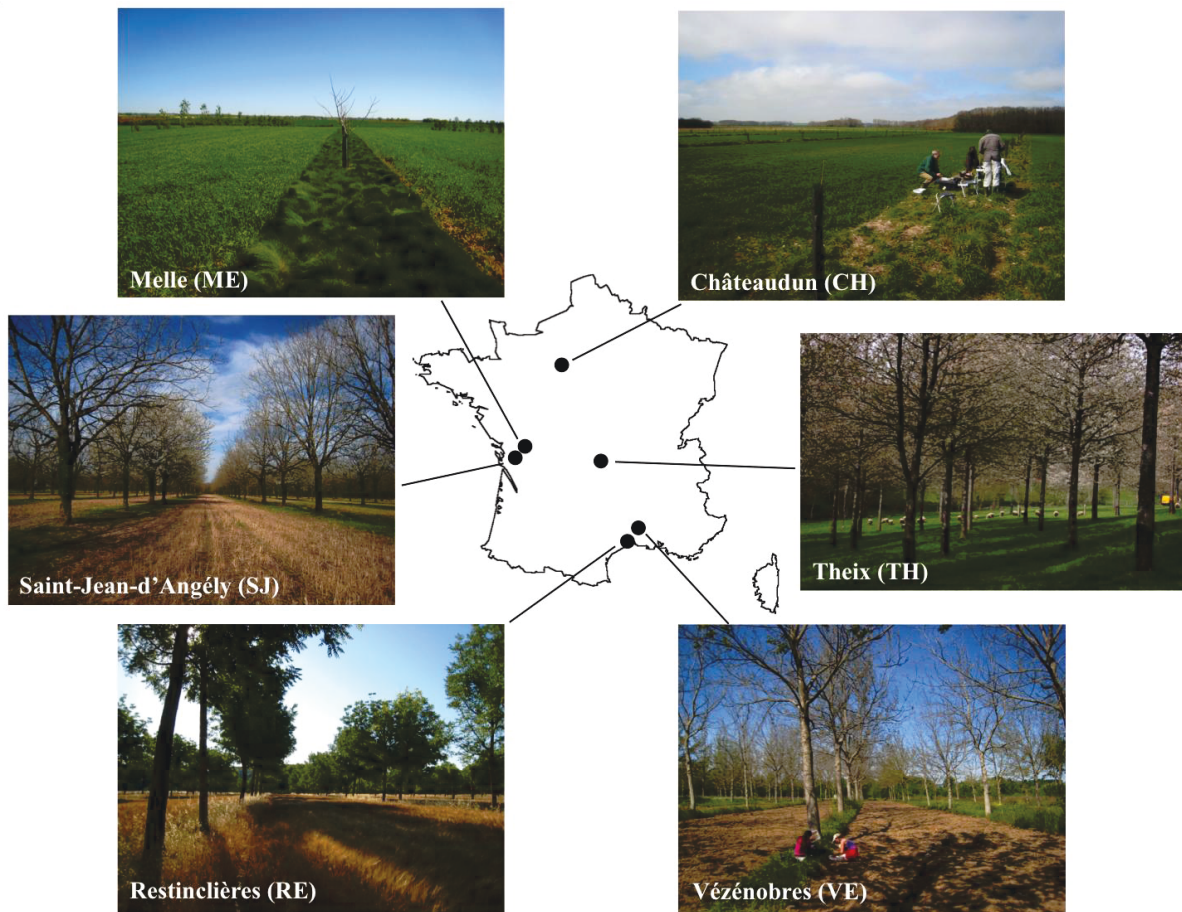 Melle (ME)
Châteaudun (CH)
Saint-Jean-d’Angély (SJ)
Theix (TH)
Restinclières (RE)
Vézénobres (VE)